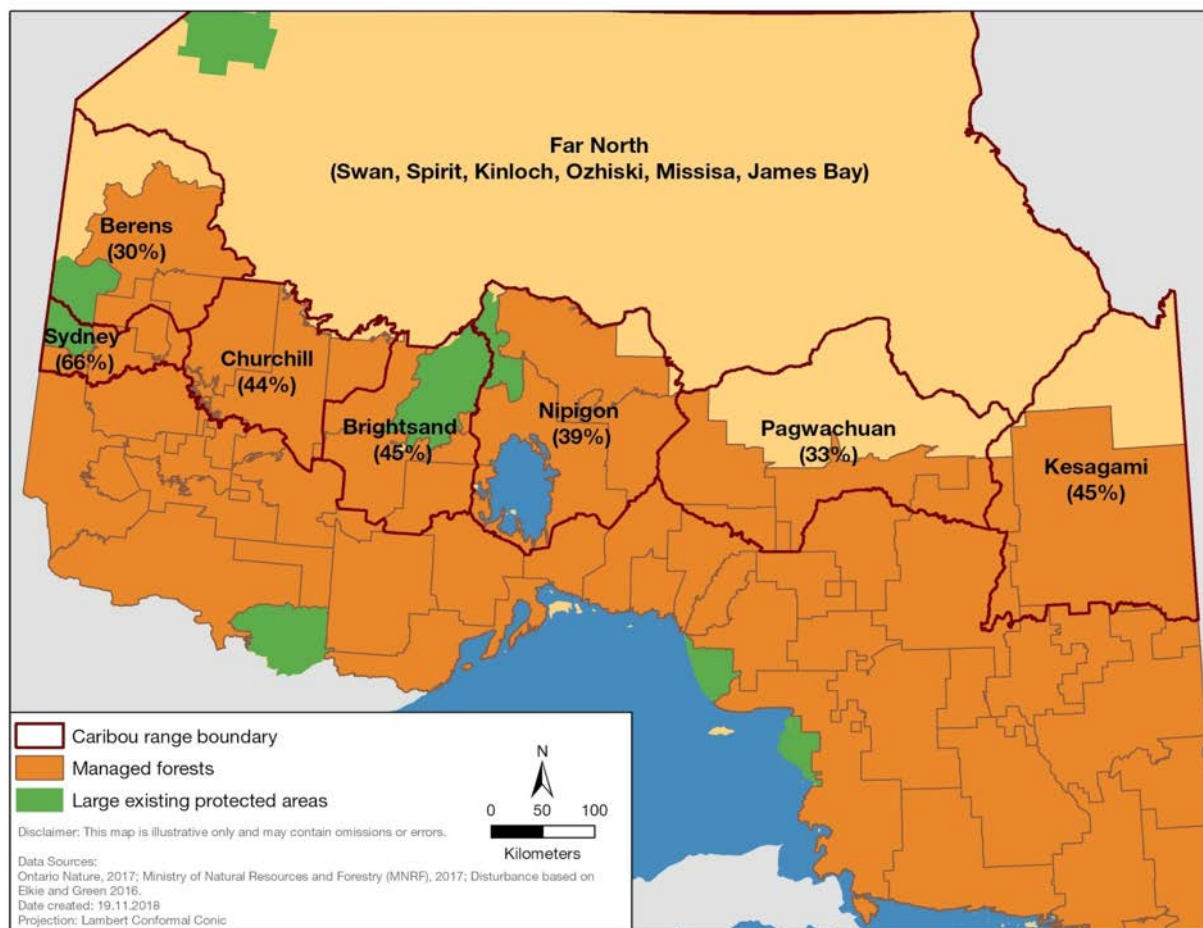 Far North
(Swan, Spirit, Kinloch, Ozhiski, Missisa, James Bay)
Berens
(30%)
Sydney
(66%)
Churchill
(44%)
Brightsand
(45%)
Nipigon
(39%)
Pagwachuan
(33%)
Kesagami
(45%)
Caribou range boundary
Managed forests
Large existing protected areas
N
0 50 100
Kilometers
Disclaimer: This map is illustrative only and may contain omissions or errors.
Data Sources:
Ontario Nature, 2017; Ministry of Natural Resources and Forestry (MNRF), 2017; Disturbance based on
Elkie and Green 2016.
Date created: 19.11.2018
Projection: Lambert Conformal Conic